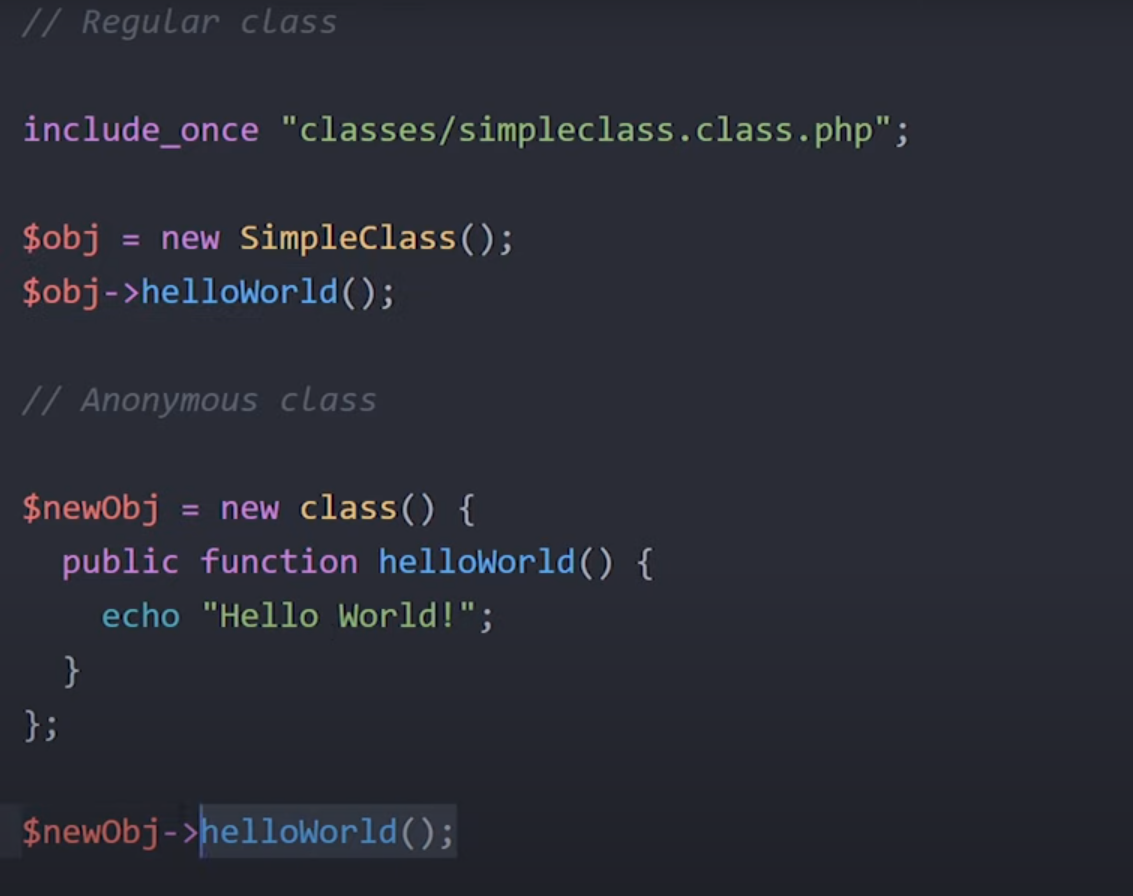 // Regular class
include_once "classes/simpleclass.class.php";
$obj = new SimpleClass();
$obj->helloWorld();
// Anonymous class
$newObj = new class() {
  public function helloWorld() {
    echo "Hello World!";
  }
};
$newObj->helloWorld();